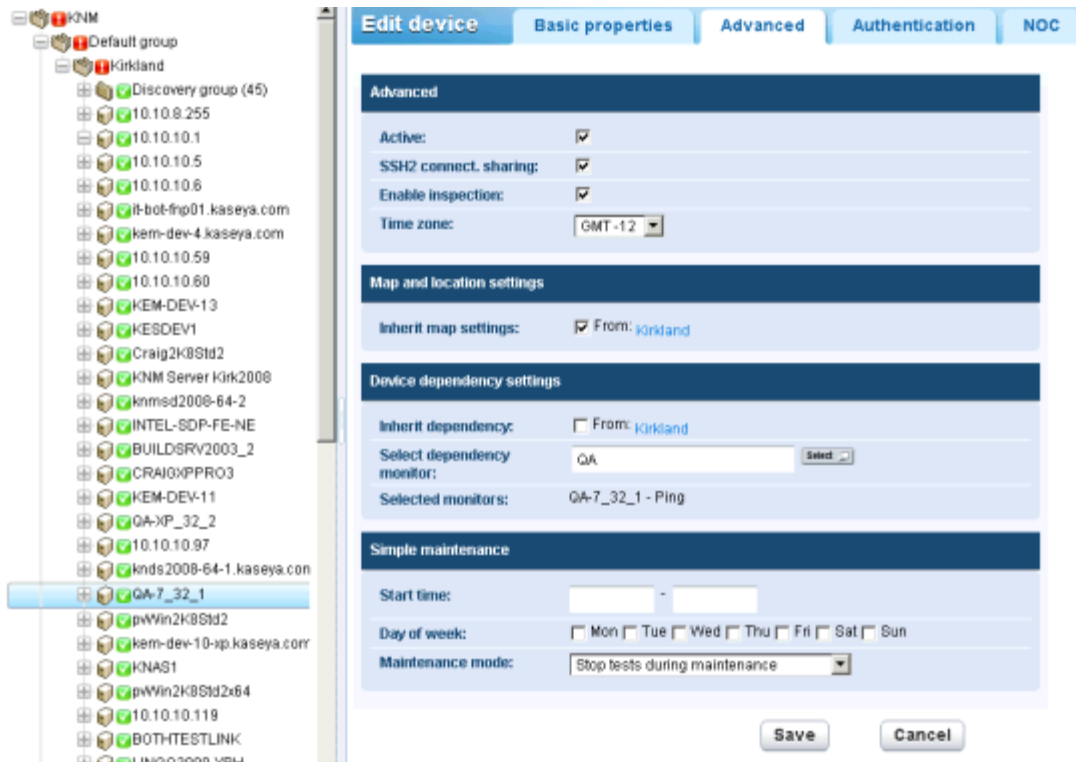 KNM
Default group
Kirkland
Discovery group (45)
10.10.8.255
10.10.10.1
10.10.10.5
10.10.10.6
it-bot-fnp01.kaseya.com
kem-dev-4.kaseya.com
10.10.10.59
10.10.10.60
KEM-DEV-13
KESDEV1
Craig2K8Std2
KNM Server Kirk2008
knmsd2008-64-2
INTEL-SDP-FE-NE
BUILDSRV2003_2
CRAIGXPPRO3
KEM-DEV-11
QA-XP_32_2
10.10.10.97
knds2008-64-1.kaseya.con
QA-7_32_1
pvWin2K8Std2
kem-dev-10-xp.kaseya.com
KNAS1
pvWin2K8Std2x64
10.10.10.119
BOTHTESTLINK
Edit device
Basic properties
Advanced
Authentication
NOC
Advanced
Active:
SSH2 connect. sharing:
Enable inspection:
Time zone: GMT -12
Map and location settings
Inherit map settings: From: Kirkland
Device dependency settings
Inherit dependency: From: Kirkland
Select dependency
monitor:
QA
Select
Selected monitors: QA-7_32_1 - Ping
Simple maintenance
Start time: -
Day of week: Mon Tue Wed Thu Fri Sat Sun
Maintenance mode: Stop tests during maintenance
Save
Cancel